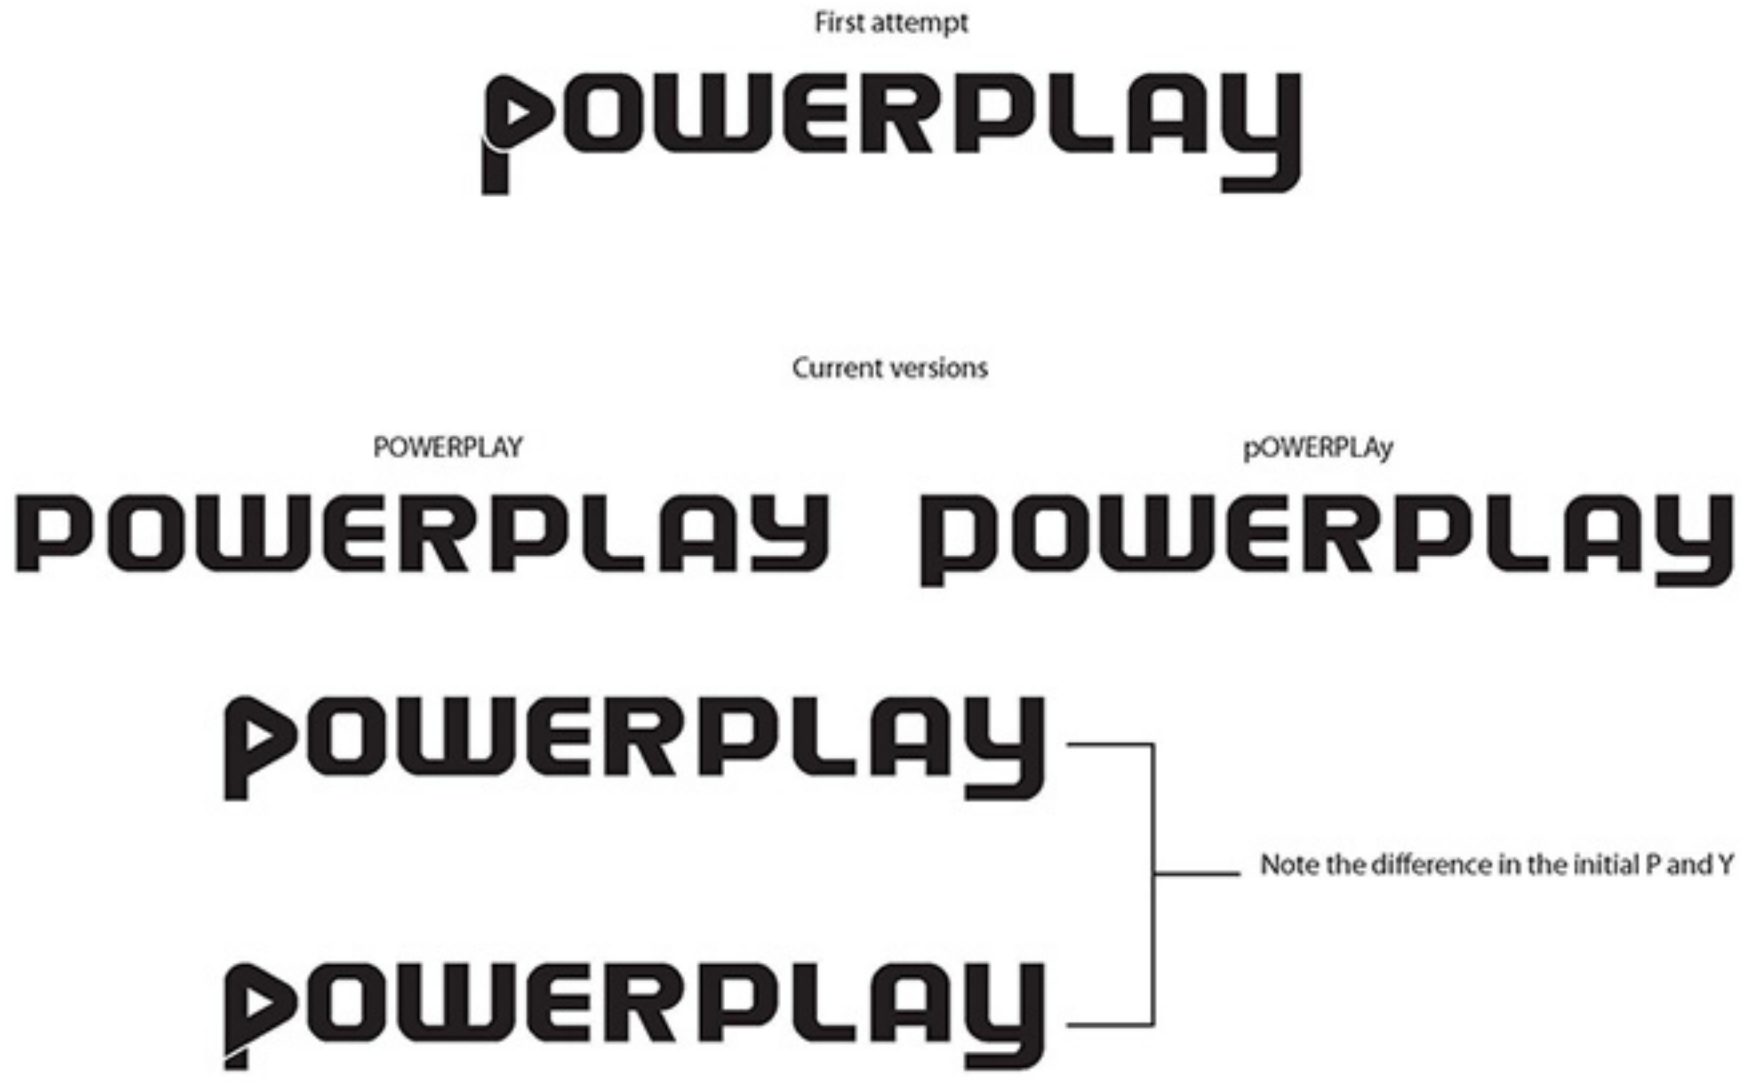 First attempt
pOWERPLAy
Current versions
POWERPLAY
pOWERPLAy
POWERPLAY
pOWERPLAy
pOWERPLAy
Note the difference in the initial P and Y
pOWERPLAy